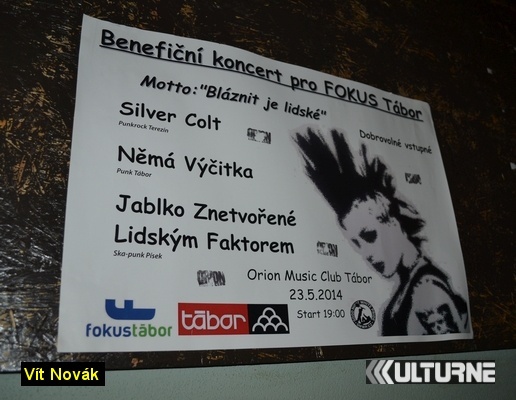 Benefiční koncert pro FOKUS Tábor
Motto:"Bláznit je lidské"
Silver Colt
Punkrock Terezín
Dobrovolné vstupné
Němá Výčitka
Punk Tábor
Jablko Znetvořené
Lidským Faktorem
Ska-punk Písek
Orion Music Club Tábor
23.5.2014
Start 19:00
fokustábor
tábor
Vít Novák
KULTURNE